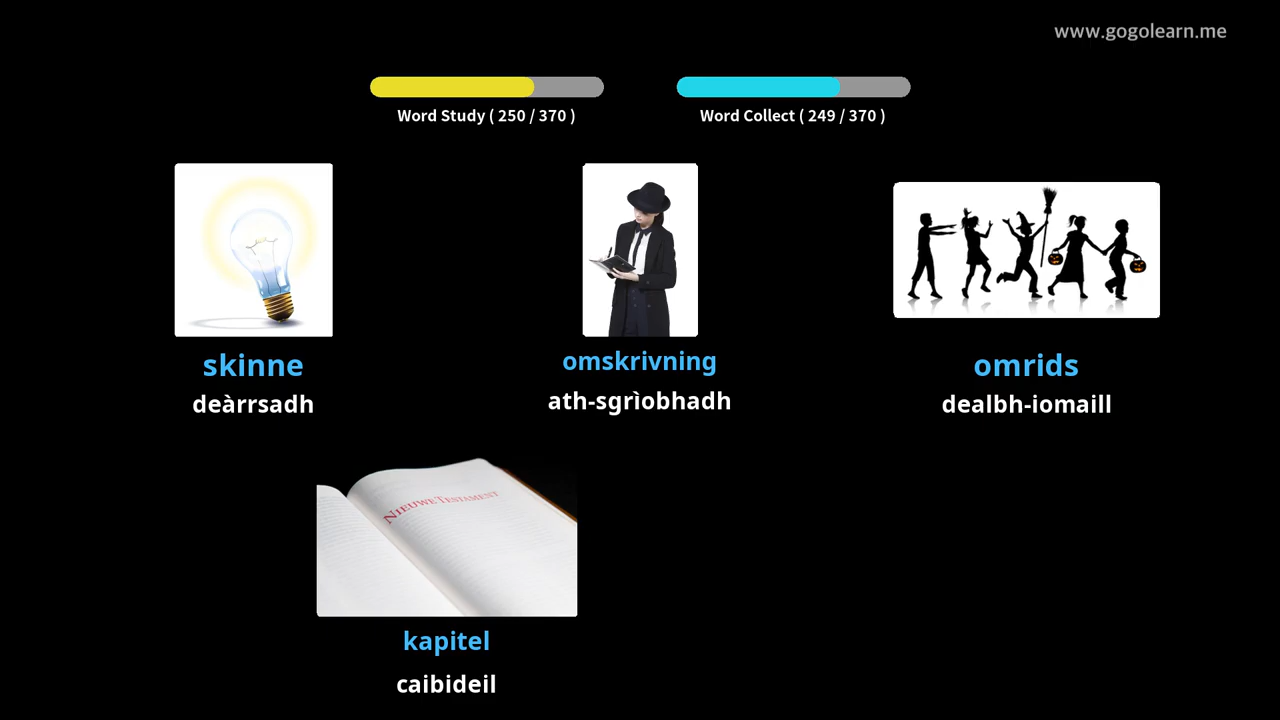 www.gogolearn.me
Word Study ( 250 / 370 )
Word Collect ( 249 / 370 )
skinne
deàrrsadh
omskrivning
ath-sgrìobhadh
omrids
dealbh-iomaill
NIEUWE TESTAMENT
kapitel
caibideil